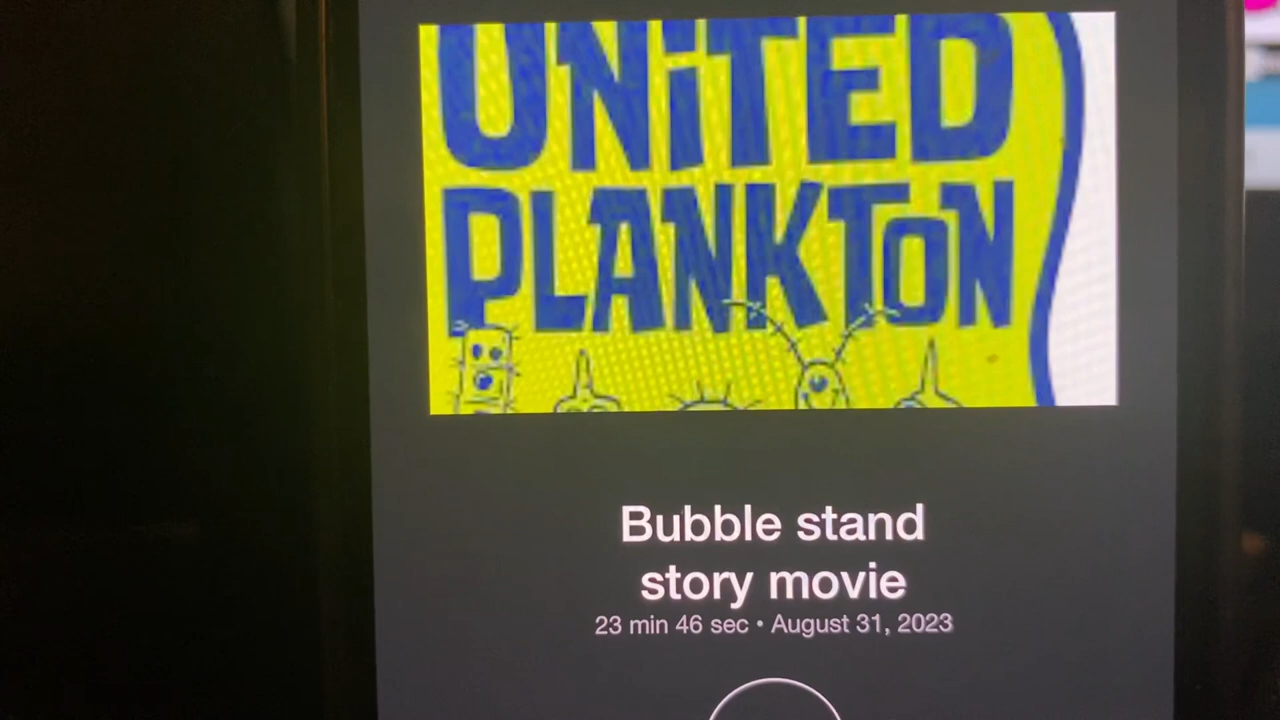 UNiTED
PLANKTON
Bubble stand
story movie
23 min 46 sec • August 31, 2023